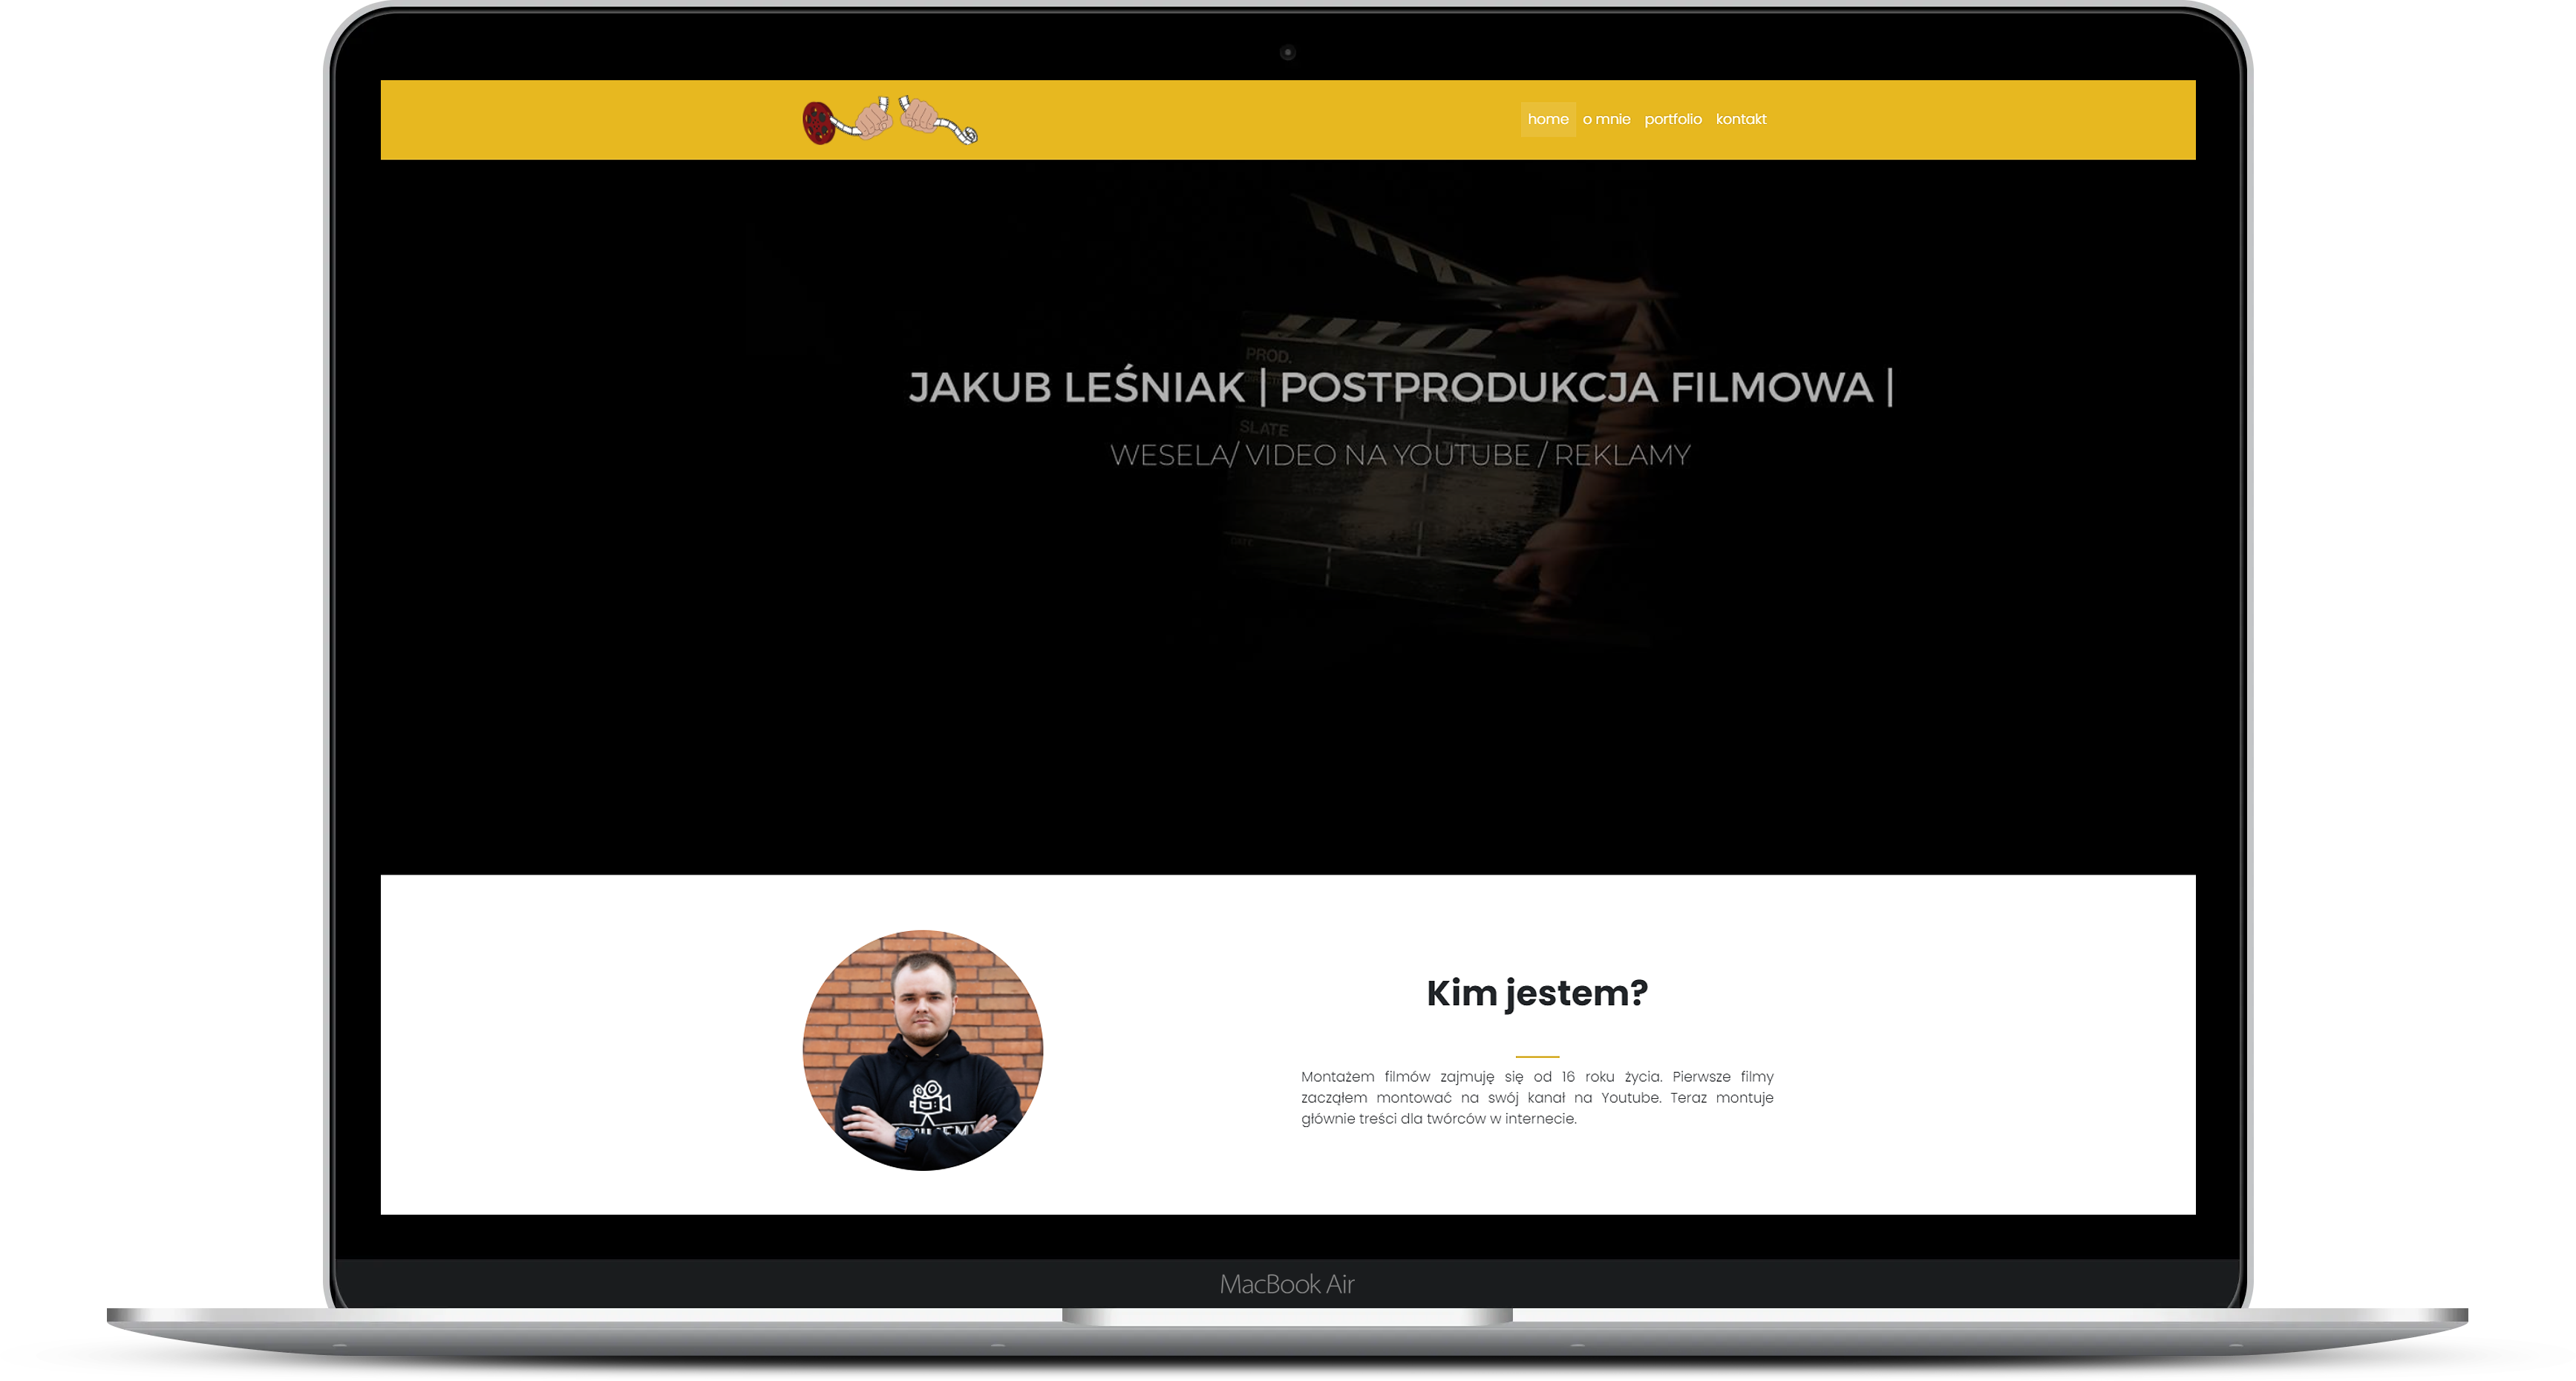 home o mnie portfolio kontakt
PROD.
JAKUB LEŚNIAK | POSTPRODUKCJA FILMOWA |
SLATE
WESELA/ VIDEO NA YOUTUBE / REKLAMY
DATE
Kim jestem?
Montażem filmów zajmuję się od 16 roku życia. Pierwsze filmy
zacząłem montować na swój kanał na Youtube. Teraz montuje
głównie treści dla twórców w internecie.
MacBook Air